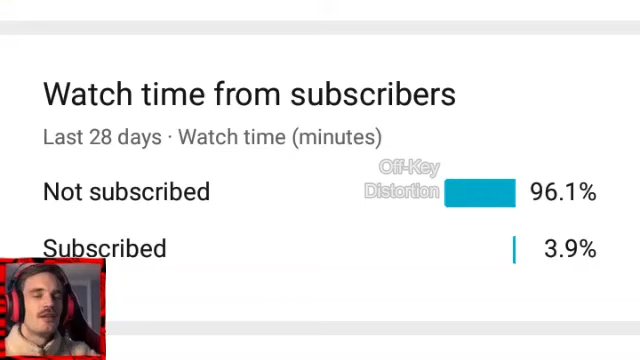 Watch time from subscribers
Last 28 days · Watch time (minutes)
Off-Key
Distortion
Not subscribed 96.1%
Subscribed 3.9%